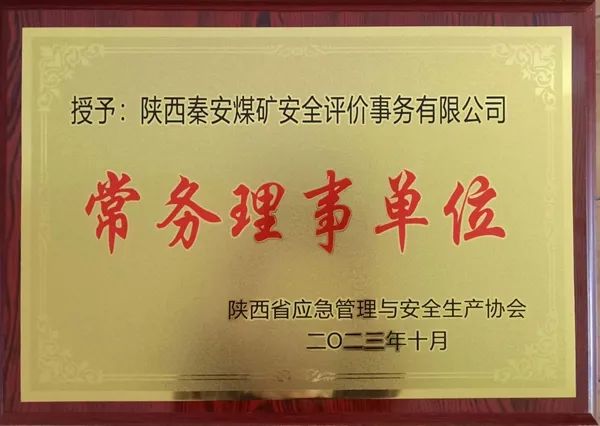 授予：陕西秦安煤矿安全评价事务有限公司
常务理事单位
陕西省应急管理与安全生产协会
二〇二三年十月